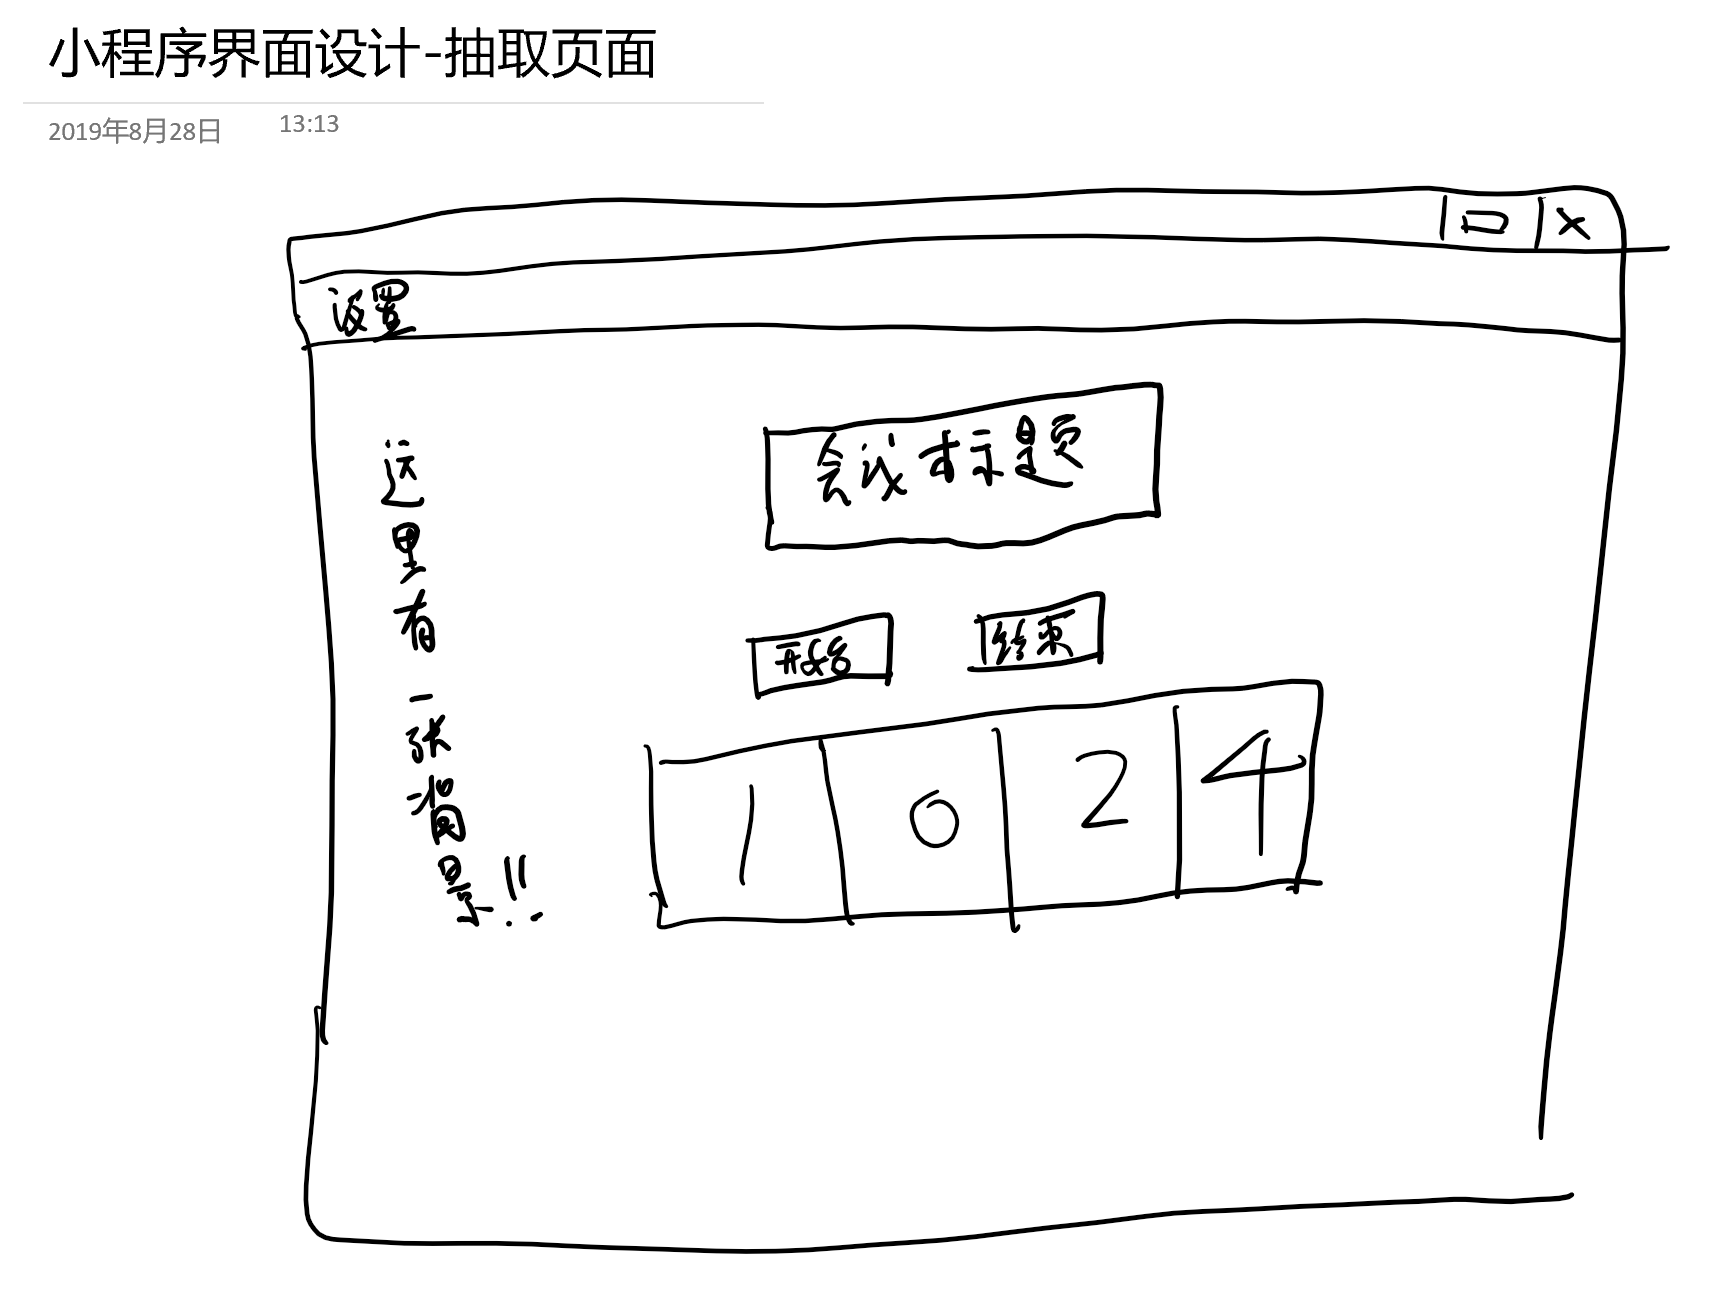 小程序界面设计-抽取页面
2019年8月28日 13:13
设置
会议标题
这里有一张背景!!
开始 结束
1 0 2 4